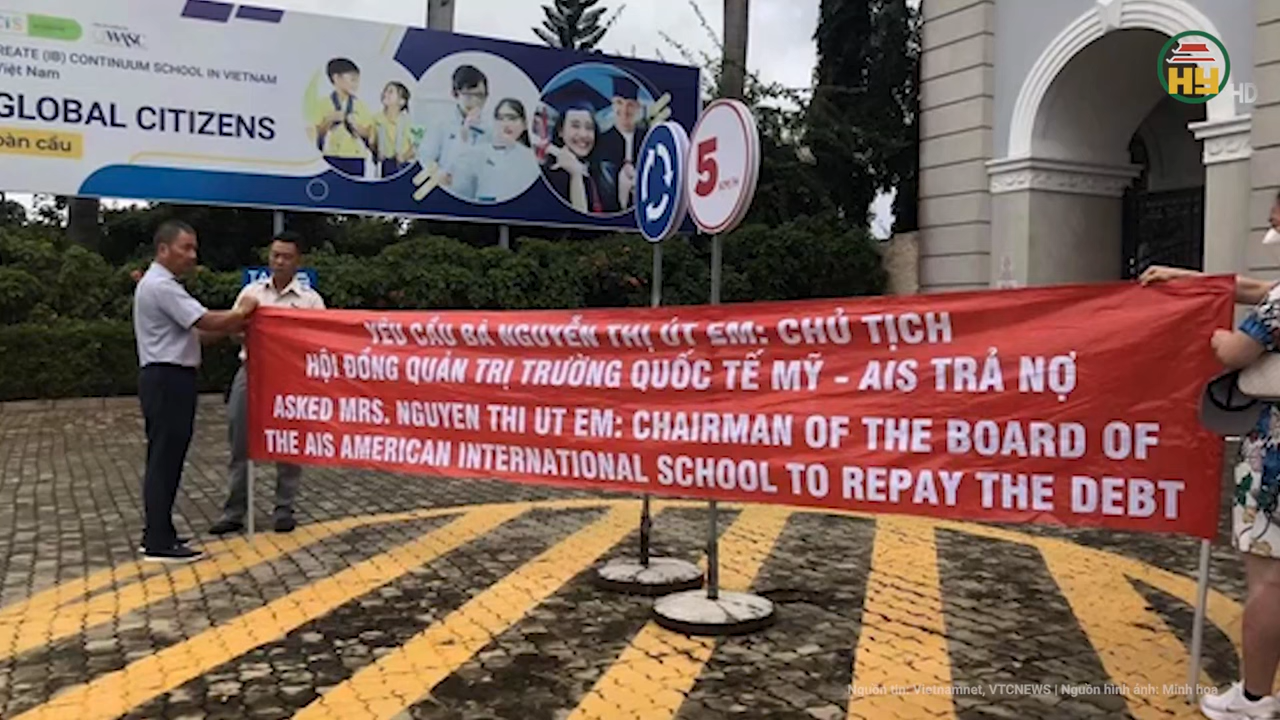 REATE (IB) CONTINUUM SCHOOL IN VIETNAM
Việt Nam
GLOBAL CITIZENS
oàn cầu
5
KM/H
HY
HD
YÊU CẦU BÀ NGUYỄN THỊ ÚT EM: CHỦ TỊCH
HỘI ĐỒNG QUẢN TRỊ TRƯỜNG QUỐC TẾ MỸ - AIS TRẢ NỢ
ASKED MRS. NGUYEN THI UT EM: CHAIRMAN OF THE BOARD OF
THE AIS AMERICAN INTERNATIONAL SCHOOL TO REPAY THE DEBT
Nguồn tin: Vietnamnet, VTCNEWS | Nguồn hình ảnh: Minh họa